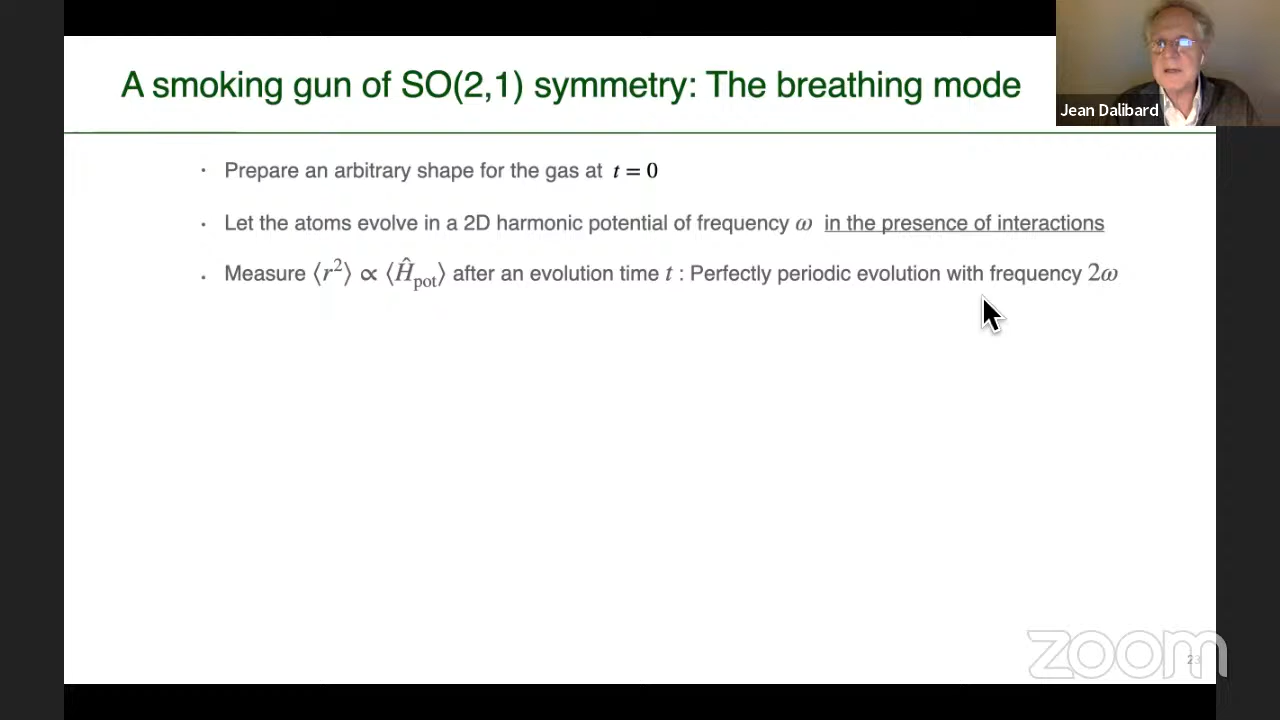 A smoking gun of SO(2,1) symmetry: The breathing mode
Jean Dalibard
· Prepare an arbitrary shape for the gas at t = 0
· Let the atoms evolve in a 2D harmonic potential of frequency ω in the presence of interactions
· Measure ⟨r²⟩ ∝ ⟨Ĥ_pot⟩ after an evolution time t : Perfectly periodic evolution with frequency 2ω
zoom
23